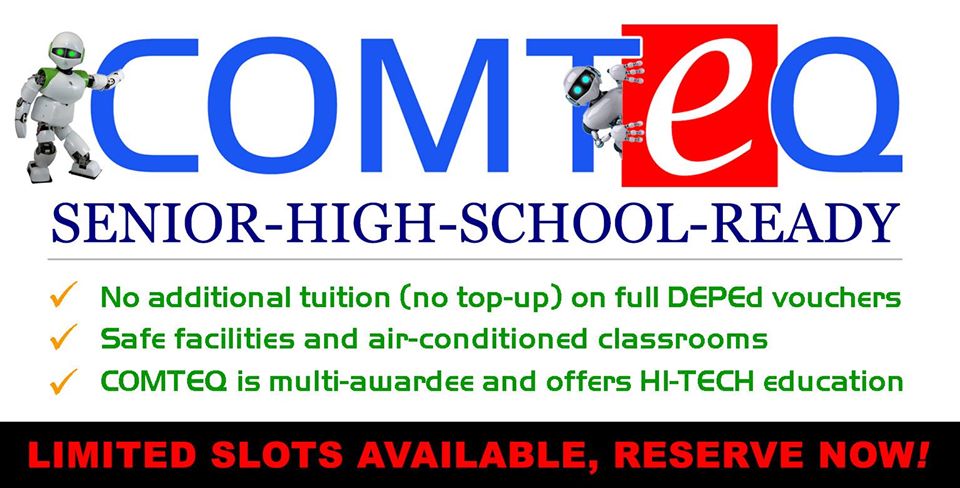 COMTeQ
SENIOR-HIGH-SCHOOL-READY
✓ No additional tuition (no top-up) on full DEPEd vouchers
✓ Safe facilities and air-conditioned classrooms
✓ COMTEQ is multi-awardee and offers HI-TECH education
LIMITED SLOTS AVAILABLE, RESERVE NOW!